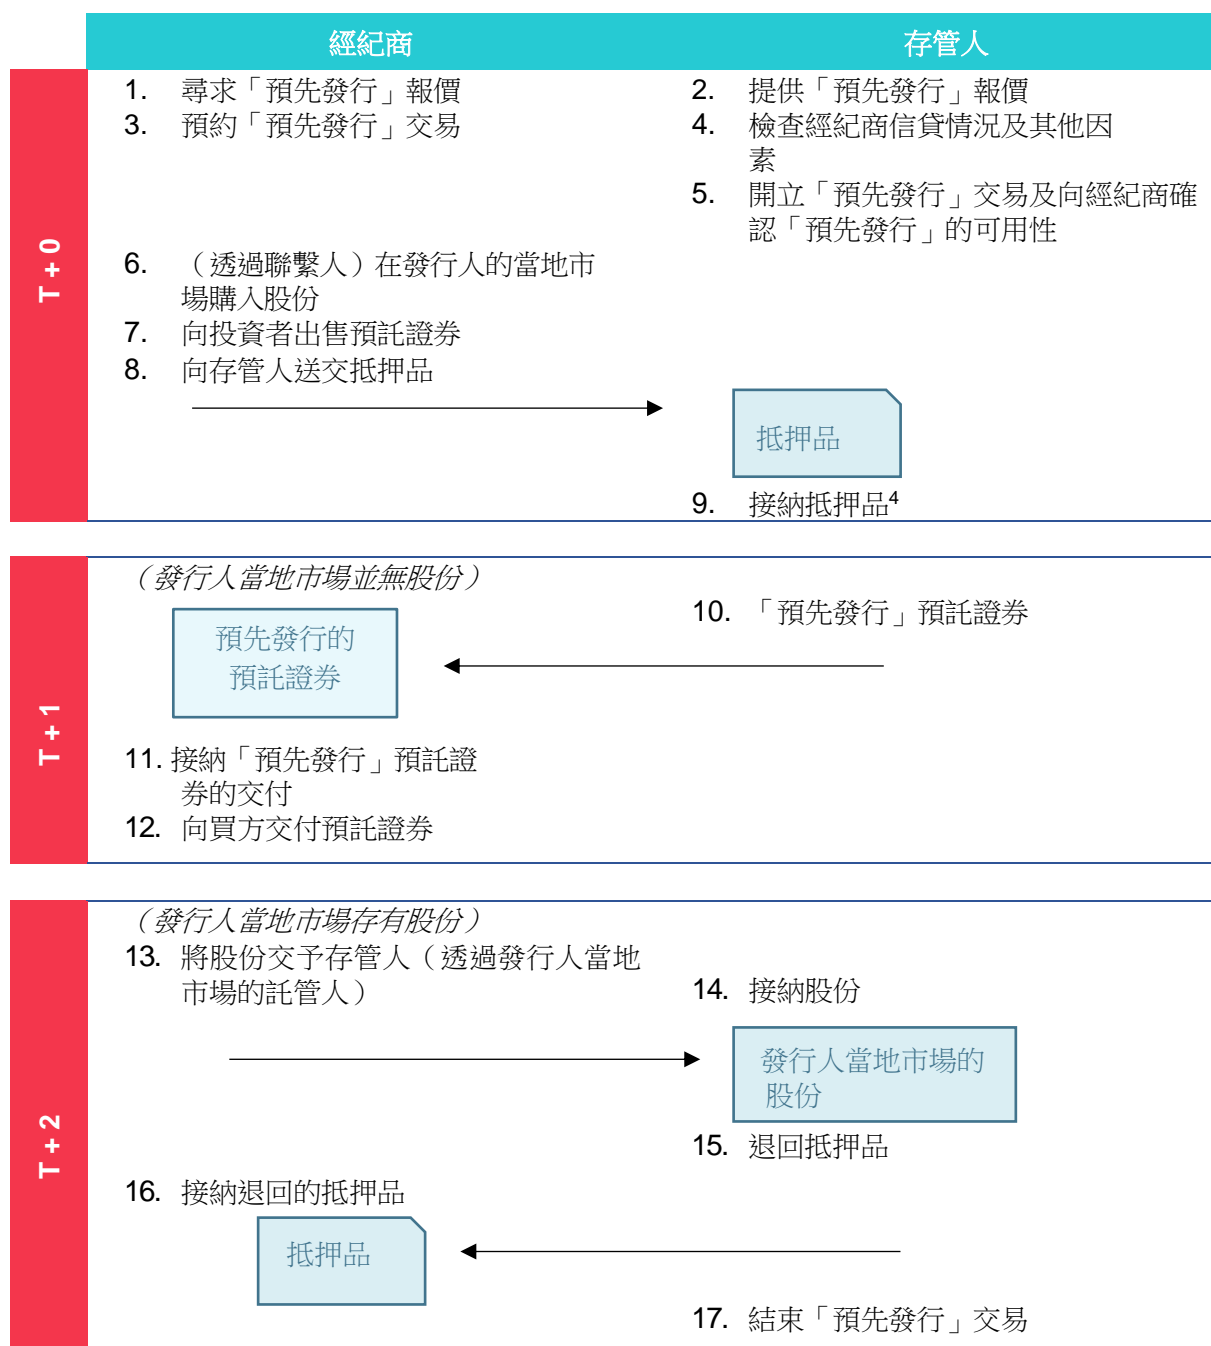 經紀商
存管人
T + 0
1. 尋求「預先發行」報價
2. 提供「預先發行」報價
3. 預約「預先發行」交易
4. 檢查經紀商信貸情況及其他因
素
5. 開立「預先發行」交易及向經紀商確
認「預先發行」的可用性
6. （透過聯繫人）在發行人的當地市
場購入股份
7. 向投資者出售預託證券
8. 向存管人送交抵押品
抵押品
9. 接納抵押品4
T + 1
（發行人當地市場並無股份）
10. 「預先發行」預託證券
預先發行的
預託證券
11. 接納「預先發行」預託證
券的交付
12. 向買方交付預託證券
T + 2
（發行人當地市場存有股份）
13. 將股份交予存管人（透過發行人當地
市場的託管人）
14. 接納股份
發行人當地市場的
股份
15. 退回抵押品
16. 接納退回的抵押品
抵押品
17. 結束「預先發行」交易